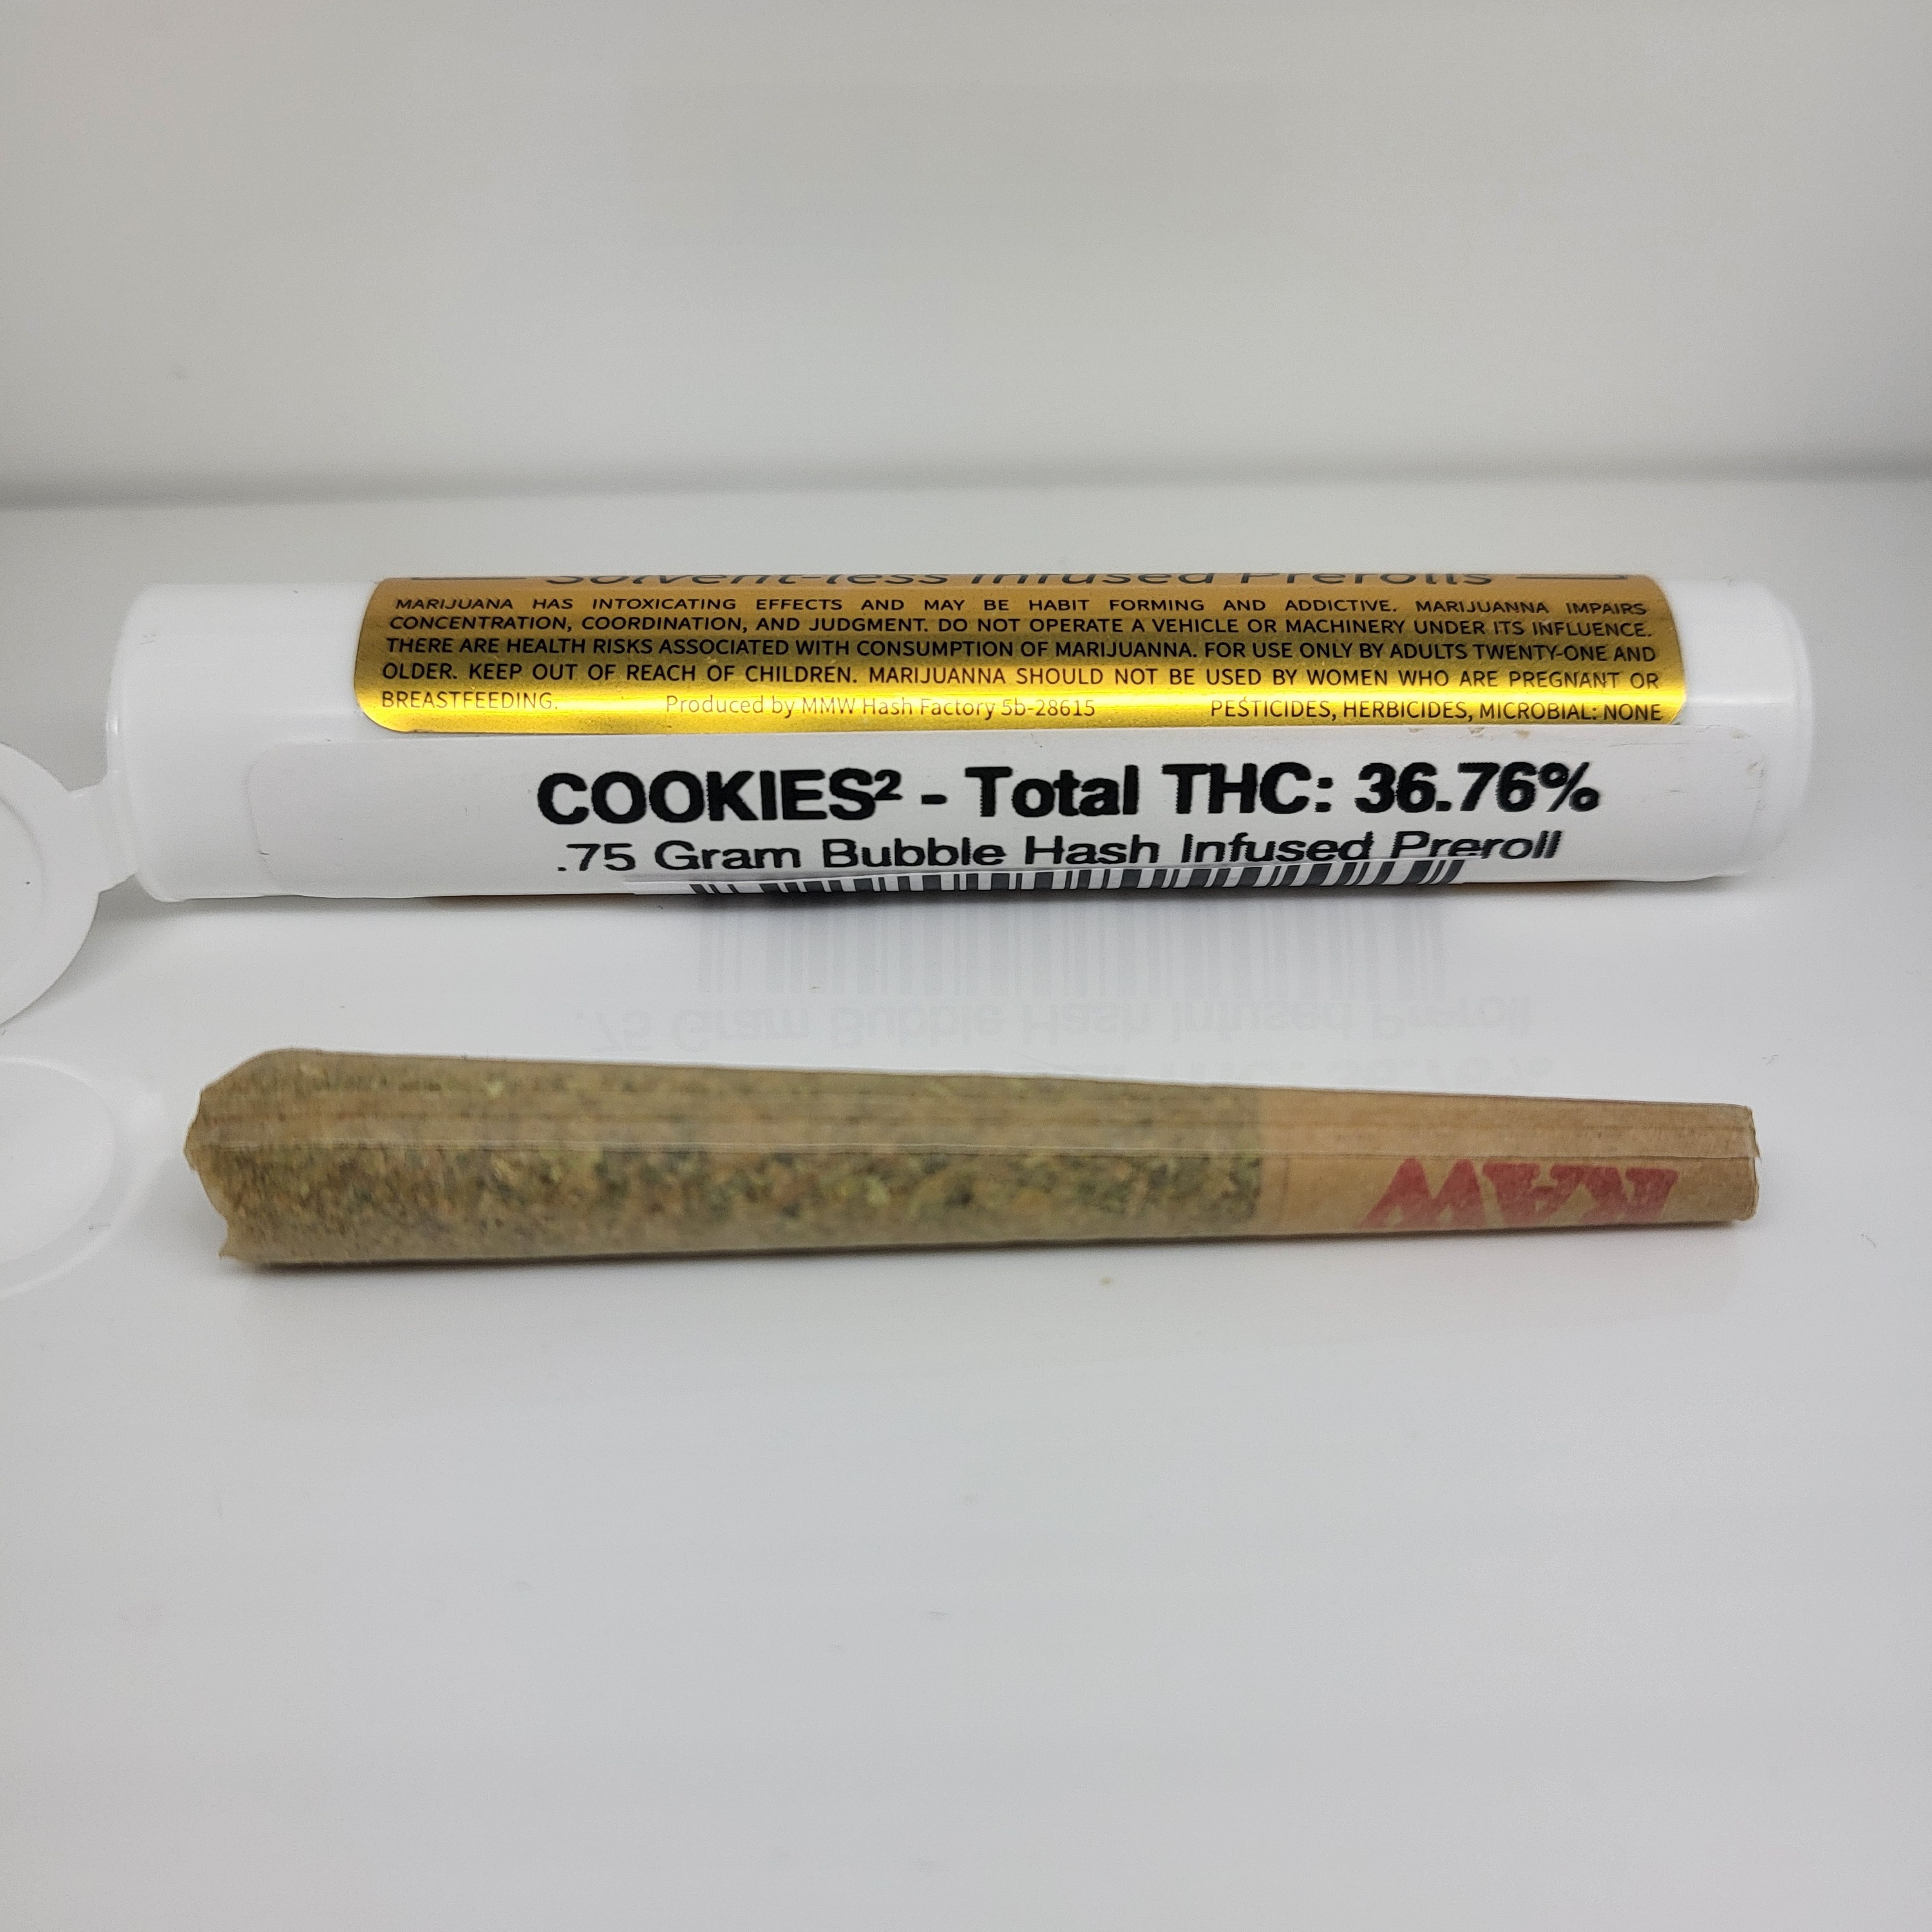 Solvent-less Infused Prerolls
MARIJUANA HAS INTOXICATING EFFECTS AND MAY BE HABIT FORMING AND ADDICTIVE. MARIJUANNA IMPAIRS
CONCENTRATION, COORDINATION, AND JUDGMENT. DO NOT OPERATE A VEHICLE OR MACHINERY UNDER ITS INFLUENCE.
THERE ARE HEALTH RISKS ASSOCIATED WITH CONSUMPTION OF MARIJUANNA. FOR USE ONLY BY ADULTS TWENTY-ONE AND
OLDER. KEEP OUT OF REACH OF CHILDREN. MARIJUANNA SHOULD NOT BE USED BY WOMEN WHO ARE PREGNANT OR
BREASTFEEDING. Produced by MMW Hash Factory 5b-28615 PESTICIDES, HERBICIDES, MICROBIAL: NONE
COOKIES² - Total THC: 36.76%
.75 Gram Bubble Hash Infused Preroll
RAW